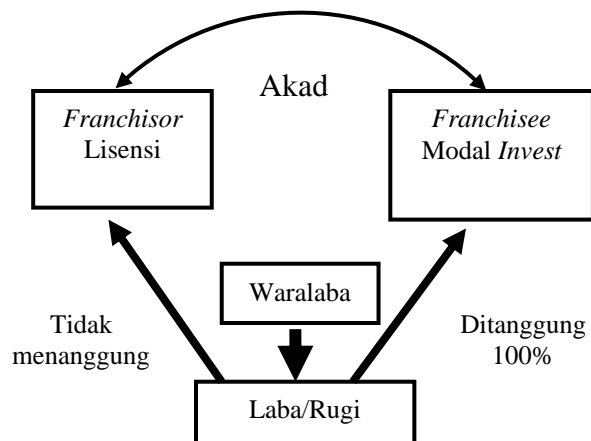 Akad
Franchisor
Lisensi
Franchisee
Modal Invest
Waralaba
Tidak
menanggung
Ditanggung
100%
Laba/Rugi